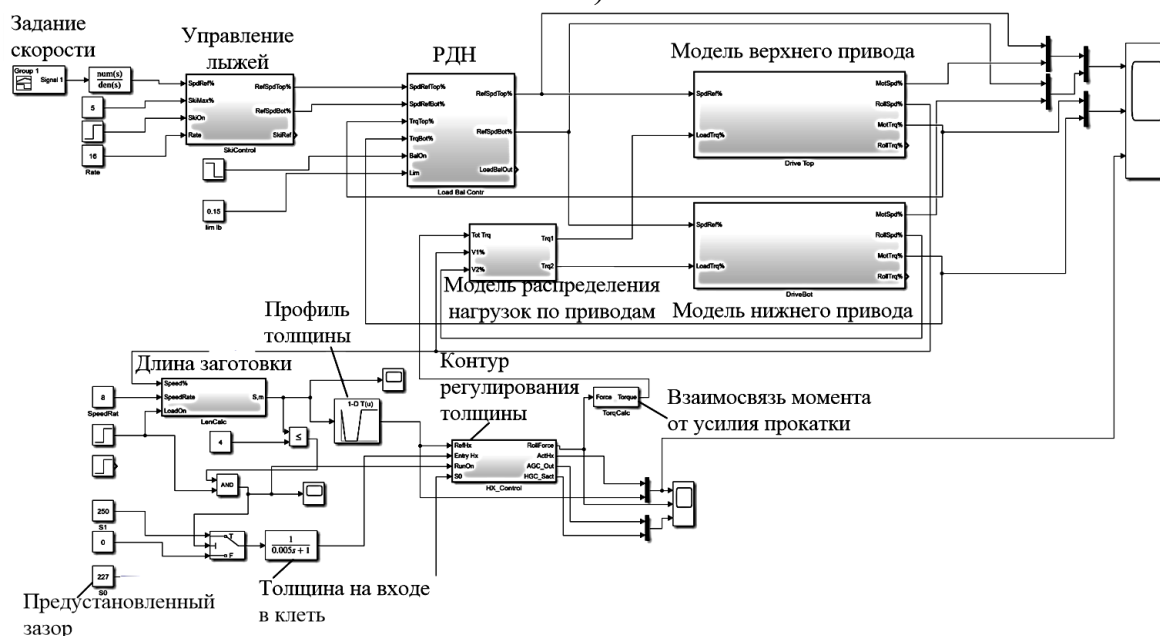 Задание
скорости
Group 1
Signal 1
num(s)
den(s)
5
16
Rate
Управление
лыжей
SpdRef%
SkiMax%
SkiOn
Rate
RefSpdTop%
RefSpdBot%
SkiRef
SkiControl
0.15
lim lb
РДН
SpdRefTop%
SpdRefBot%
TrqTop%
TrqBot%
BalOn
Lim
RefSpdTop%
RefSpdBot%
LoadBalOut
Load Bal Contr
Модель верхнего привода
SpdRef%
LoadTrq%
MotSpd%
RollSpd%
MotTrq%
RollTrq%
Drive Top
Tot Trq
V1%
V2%
Trq1
Trq2
Модель распределения
нагрузок по приводам
SpdRef%
LoadTrq%
MotSpd%
RollSpd%
MotTrq%
RollTrq%
DriveBot
Модель нижнего привода
Профиль
толщины
Длина заготовки
8
SpeedRat
Speed%
SpeedRate
LoadOn
S,m
LenCalc
4
≤
AND
1-D T(u)
Контур
регулирования
толщины
RefHx
Entry Hx
RunOn
S0
RollForce
ActHx
AGC_Out
HGC_Sact
HX_Control
Force
Torque
TorqCalc
Взаимосвязь момента
от усилия прокатки
250
S1
0
227
S0
T
F
1
0.005s + 1
Толщина на входе
в клеть
Предустановленный
зазор